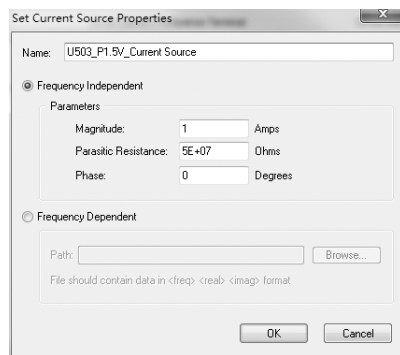 Set Current Source Properties
Name: U503_P1.5V_Current Source
Frequency Independent
Parameters
Magnitude: 1 Amps
Parasitic Resistance: 5E+07 Ohms
Phase: 0 Degrees
Frequency Dependent
Path: Browse...
File should contain data in <freq> <real> <imag> format
OK Cancel